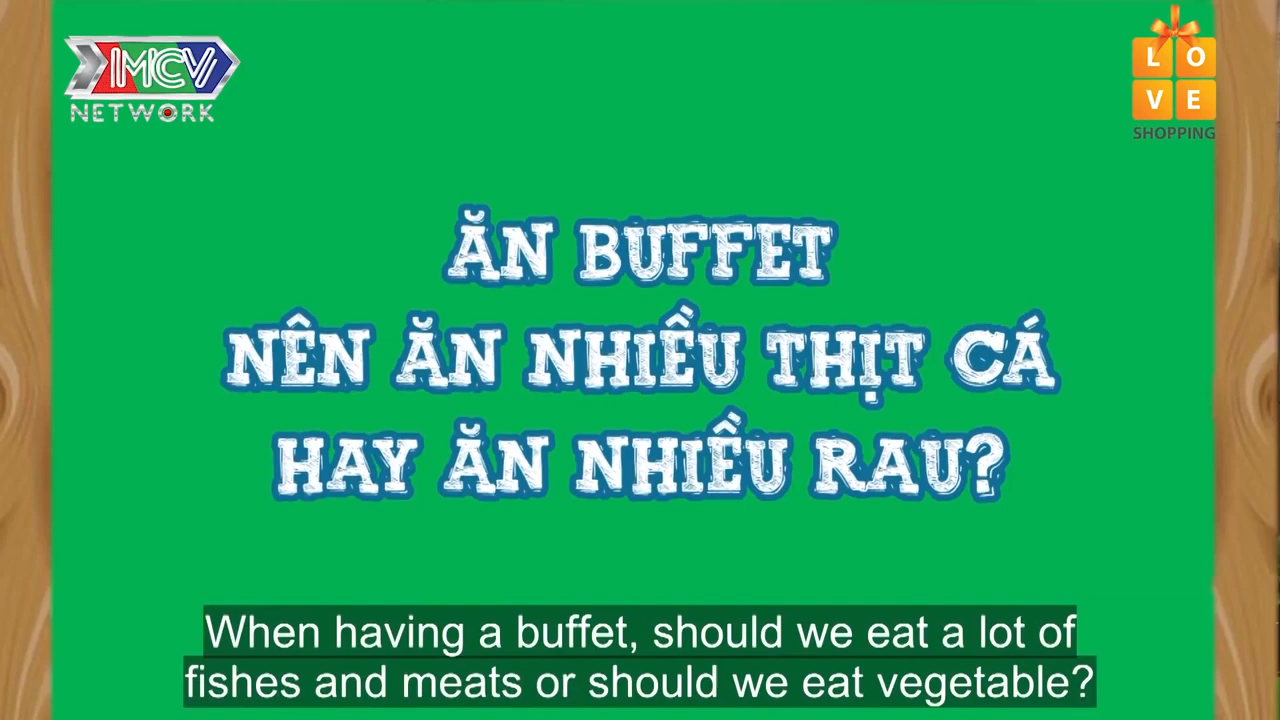 MCV
NETWORK
LOVE
SHOPPING
ĂN BUFFET
NÊN ĂN NHIỀU THỊT CÁ
HAY ĂN NHIỀU RAU?
When having a buffet, should we eat a lot of
fishes and meats or should we eat vegetable?